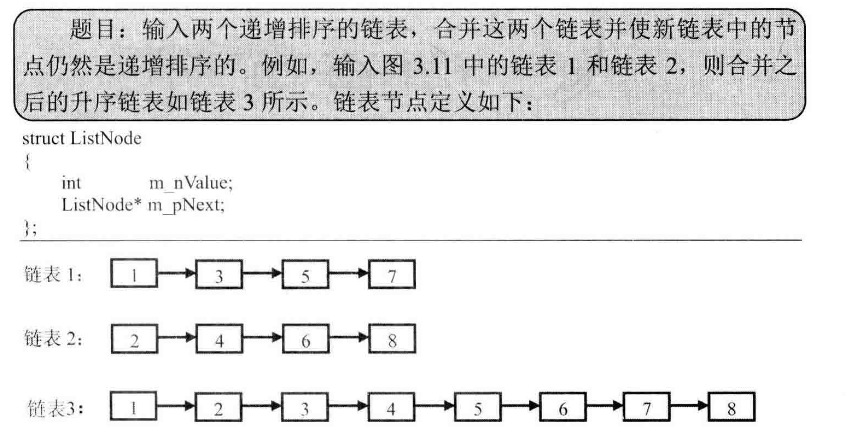 题目：输入两个递增排序的链表，合并这两个链表并使新链表中的节
点仍然是递增排序的。例如，输入图 3.11 中的链表 1 和链表 2，则合并之
后的升序链表如链表 3 所示。链表节点定义如下：
struct ListNode
{
int m_nValue;
ListNode* m_pNext;
};
链表 1： 1 3 5 7
链表 2： 2 4 6 8
链表3： 1 2 3 4 5 6 7 8